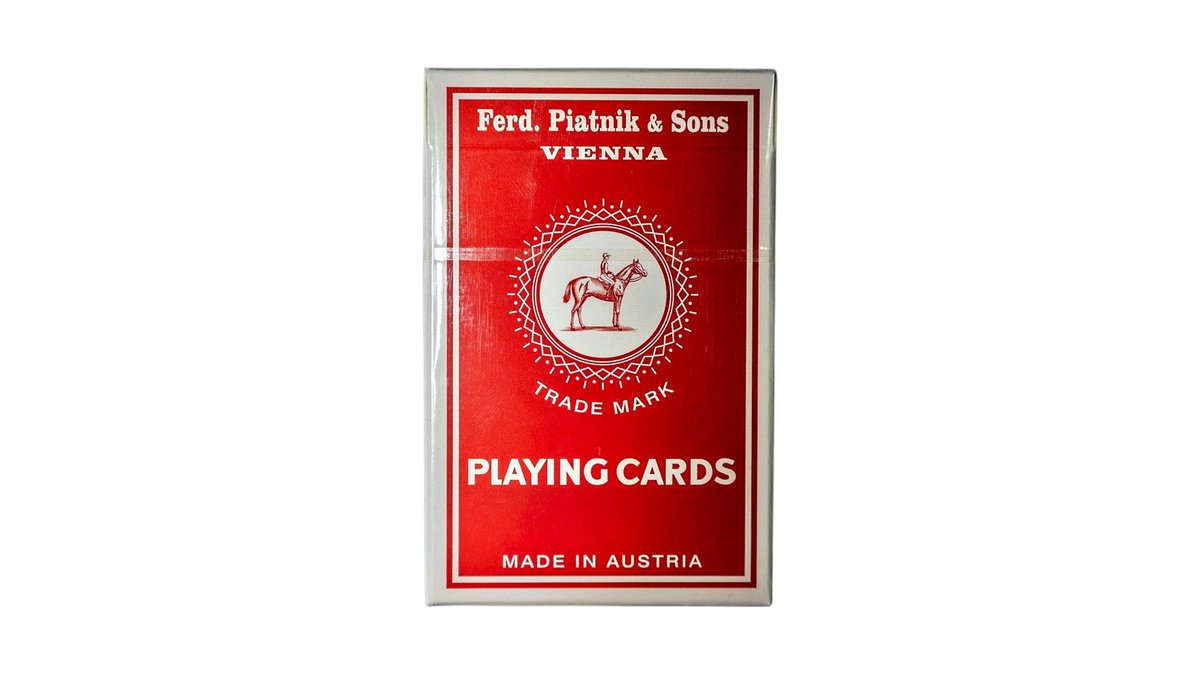 Ferd. Piatnik & Sons
VIENNA
TRADE MARK
PLAYING CARDS
MADE IN AUSTRIA